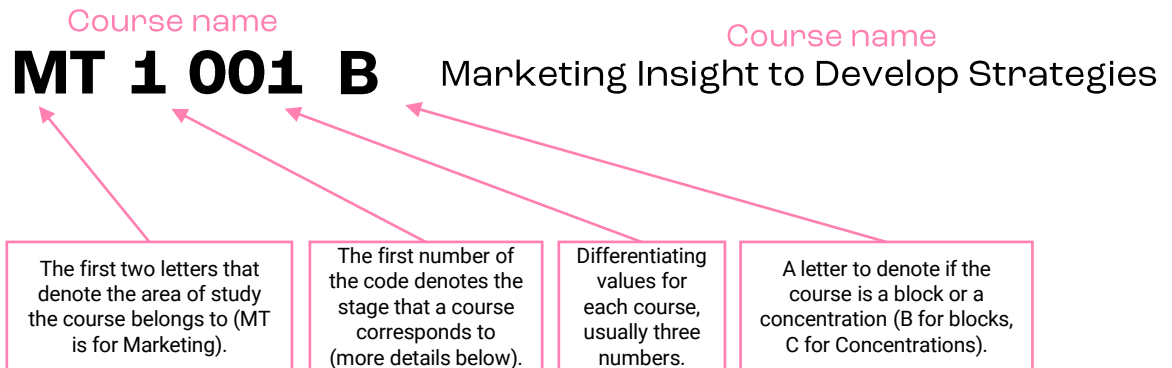 Course name
MT 1 001 B
Course name
Marketing Insight to Develop Strategies
The first two letters that
denote the area of study
the course belongs to (MT
is for Marketing).
The first number of
the code denotes the
stage that a course
corresponds to
(more details below).
Differentiating
values for
each course,
usually three
numbers.
A letter to denote if the
course is a block or a
concentration (B for blocks,
C for Concentrations).